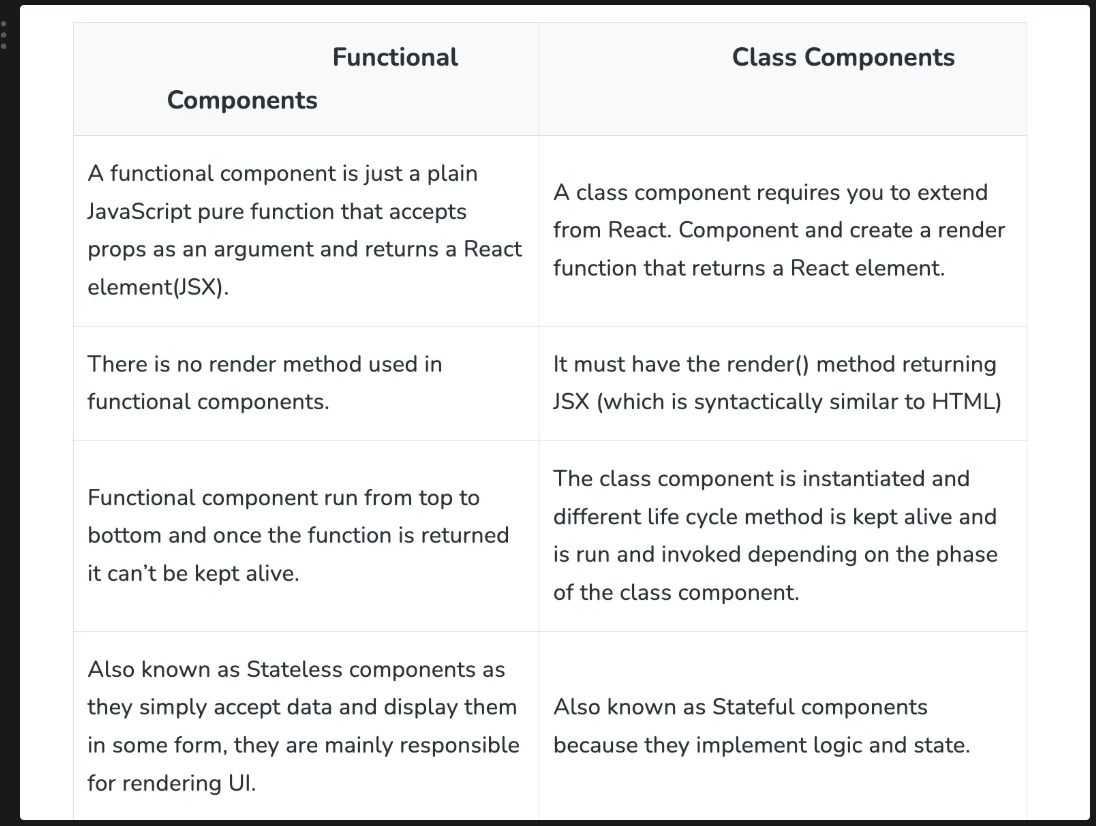 Functional
Components
Class Components
A functional component is just a plain
JavaScript pure function that accepts
props as an argument and returns a React
element(JSX).
A class component requires you to extend
from React. Component and create a render
function that returns a React element.
There is no render method used in
functional components.
It must have the render() method returning
JSX (which is syntactically similar to HTML)
Functional component run from top to
bottom and once the function is returned
it can’t be kept alive.
The class component is instantiated and
different life cycle method is kept alive and
is run and invoked depending on the phase
of the class component.
Also known as Stateless components as
they simply accept data and display them
in some form, they are mainly responsible
for rendering UI.
Also known as Stateful components
because they implement logic and state.